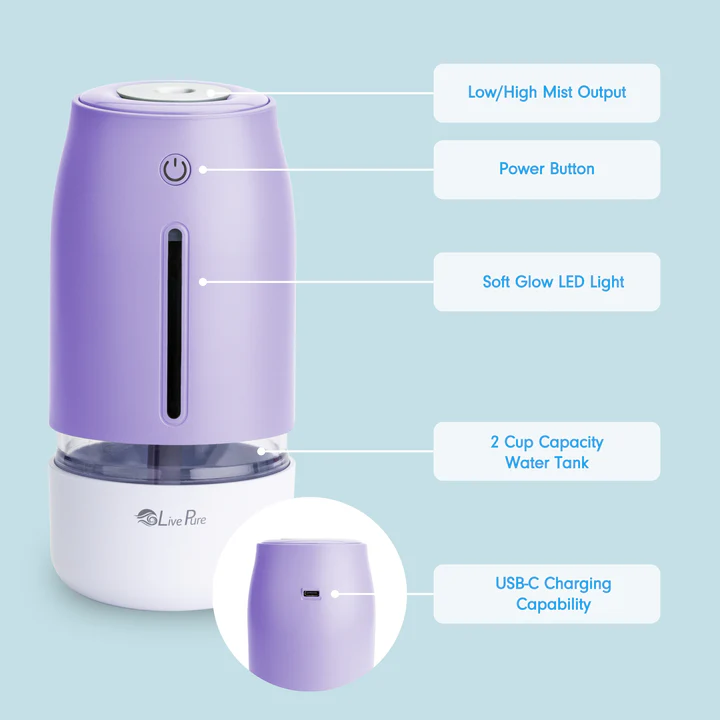 Low/High Mist Output
Power Button
Soft Glow LED Light
2 Cup Capacity
Water Tank
Live Pure
USB-C Charging
Capability